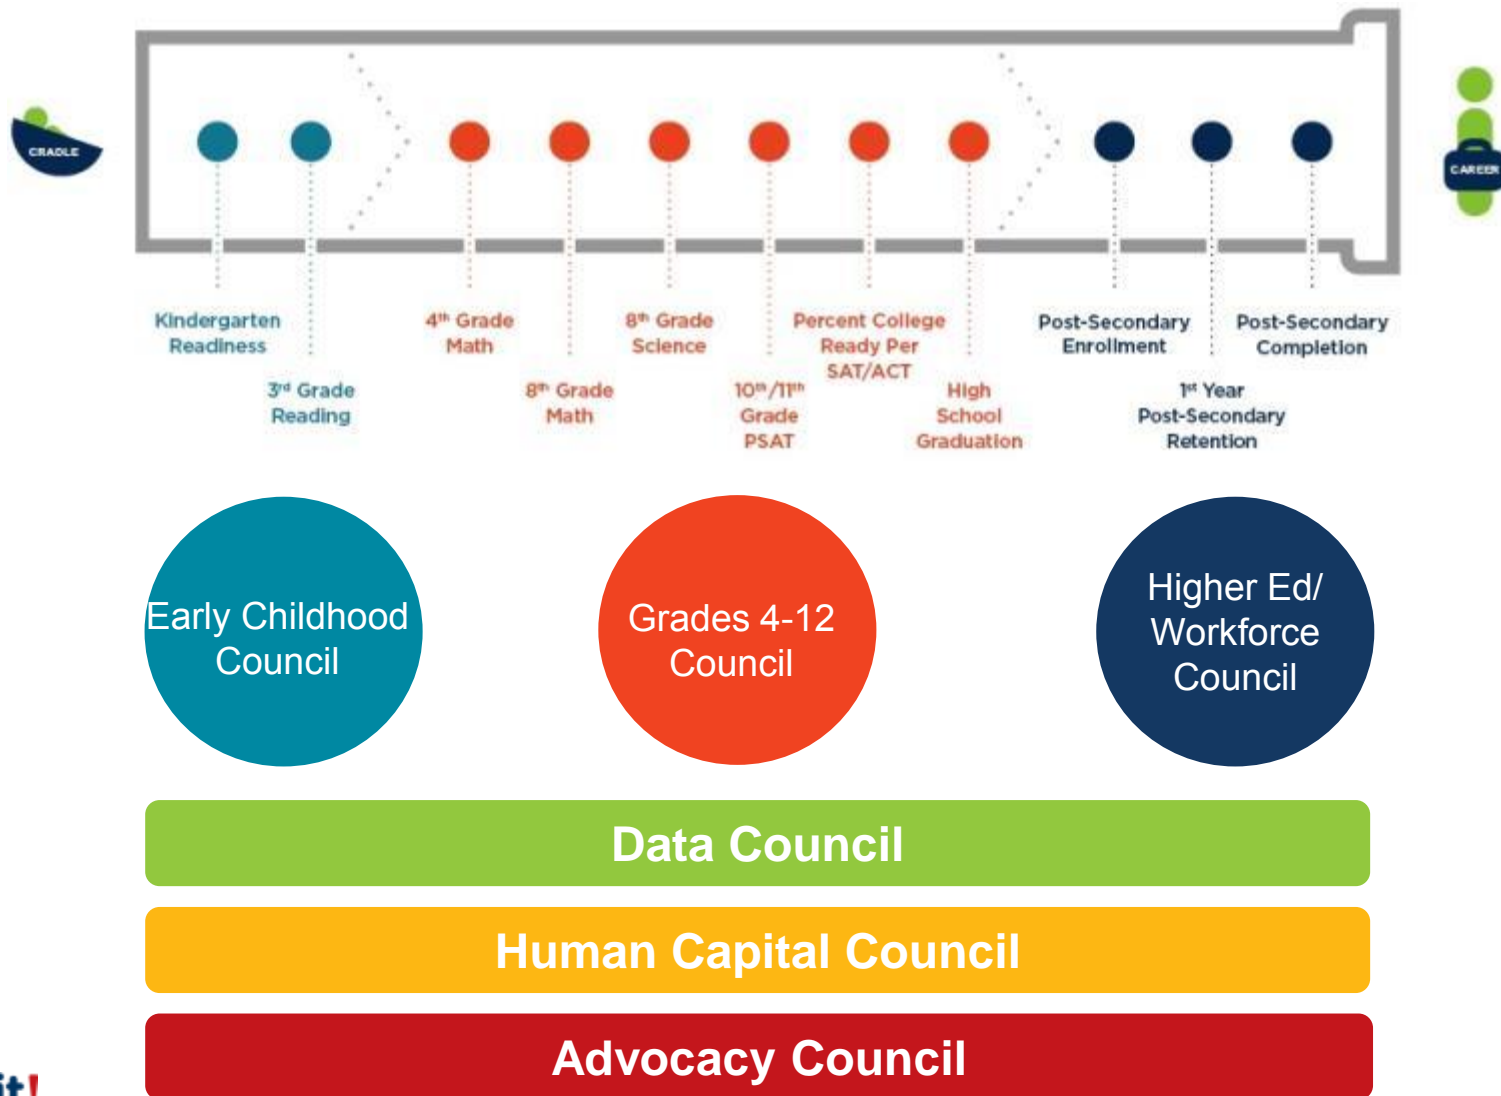 CRADLE
CAREER
Kindergarten
Readiness
3rd Grade
Reading
4th Grade
Math
8th Grade
Math
8th Grade
Science
10th/11th
Grade
PSAT
Percent College
Ready Per
SAT/ACT
High
School
Graduation
Post-Secondary
Enrollment
1st Year
Post-Secondary
Retention
Post-Secondary
Completion
Early Childhood
Council
Grades 4-12
Council
Higher Ed/
Workforce
Council
Data Council
Human Capital Council
Advocacy Council
it!